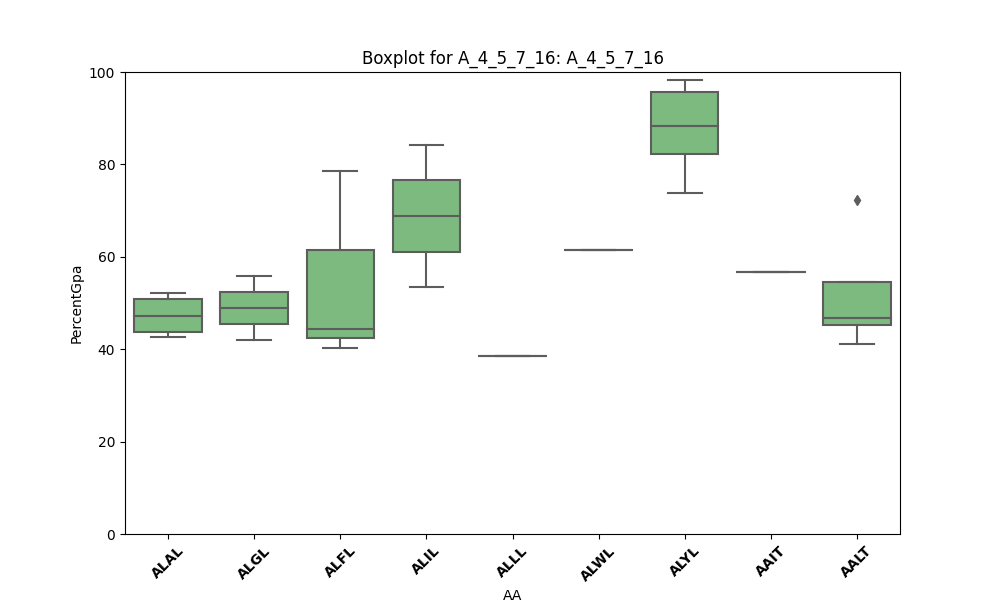 Boxplot for A_4_5_7_16: A_4_5_7_16
100
80
60
40
20
0
PercentGpa
ALAL
ALGL
ALFL
ALIL
ALLL
ALWL
ALYL
AAIT
AALT
AA